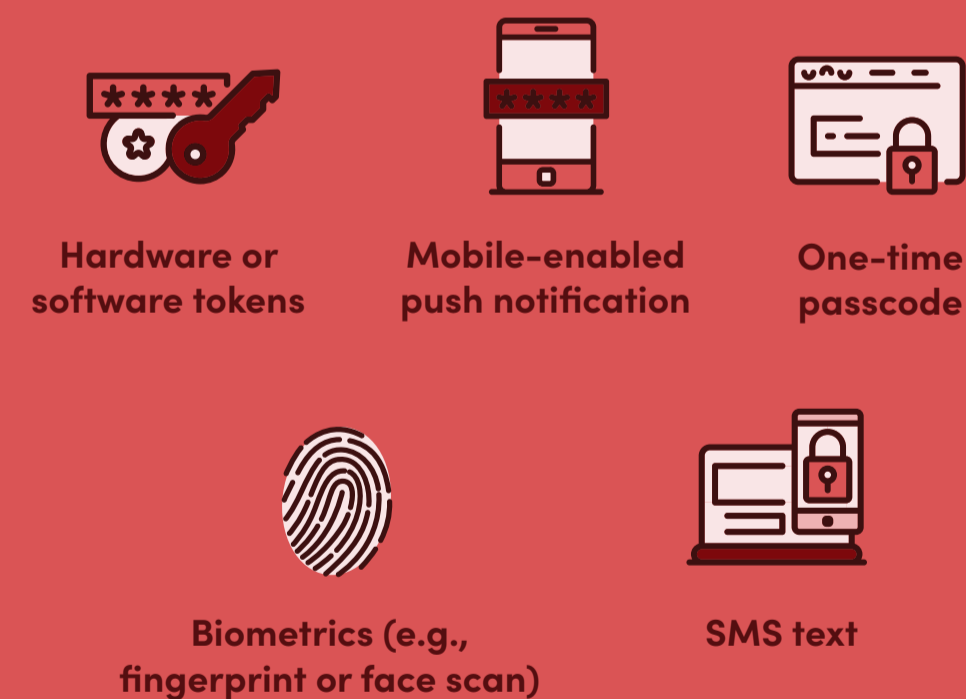 Hardware or
software tokens
Mobile-enabled
push notification
One-time
passcode
Biometrics (e.g.,
fingerprint or face scan)
SMS text